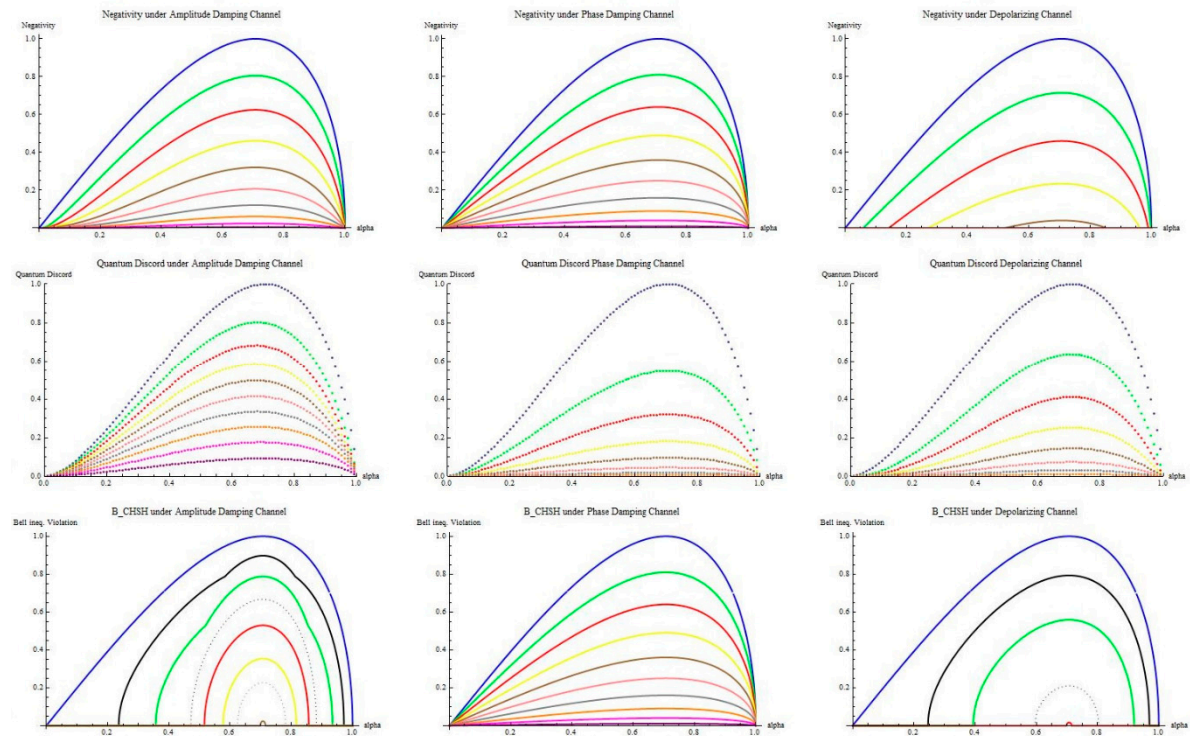 Negativity under Amplitude Damping Channel
Negativity
1.0
0.8
0.6
0.4
0.2
0.2 0.4 0.6 0.8 1.0 alpha
Negativity under Phase Damping Channel
Negativity
1.0
0.8
0.6
0.4
0.2
0.2 0.4 0.6 0.8 1.0 alpha
Negativity under Depolarizing Channel
Negativity
1.0
0.8
0.6
0.4
0.2
0.2 0.4 0.6 0.8 1.0 alpha
Quantum Discord under Amplitude Damping Channel
Quantum Discord
1.0
0.8
0.6
0.4
0.2
0.0
0.0 0.2 0.4 0.6 0.8 1.0 alpha
Quantum Discord Phase Damping Channel
Quantum Discord
1.0
0.8
0.6
0.4
0.2
0.0
0.0 0.2 0.4 0.6 0.8 1.0 alpha
Quantum Discord Depolarizing Channel
Quantum Discord
1.0
0.8
0.6
0.4
0.2
0.0
0.0 0.2 0.4 0.6 0.8 1.0 alpha
B_CHSH under Amplitude Damping Channel
Bell ineq. Violation
1.0
0.8
0.6
0.4
0.2
0.2 0.4 0.6 0.8 1.0 alpha
B_CHSH under Phase Damping Channel
Bell ineq. Violation
1.0
0.8
0.6
0.4
0.2
0.2 0.4 0.6 0.8 1.0 alpha
B_CHSH under Depolarizing Channel
Bell ineq. Violation
1.0
0.8
0.6
0.4
0.2
0.2 0.4 0.6 0.8 1.0 alpha